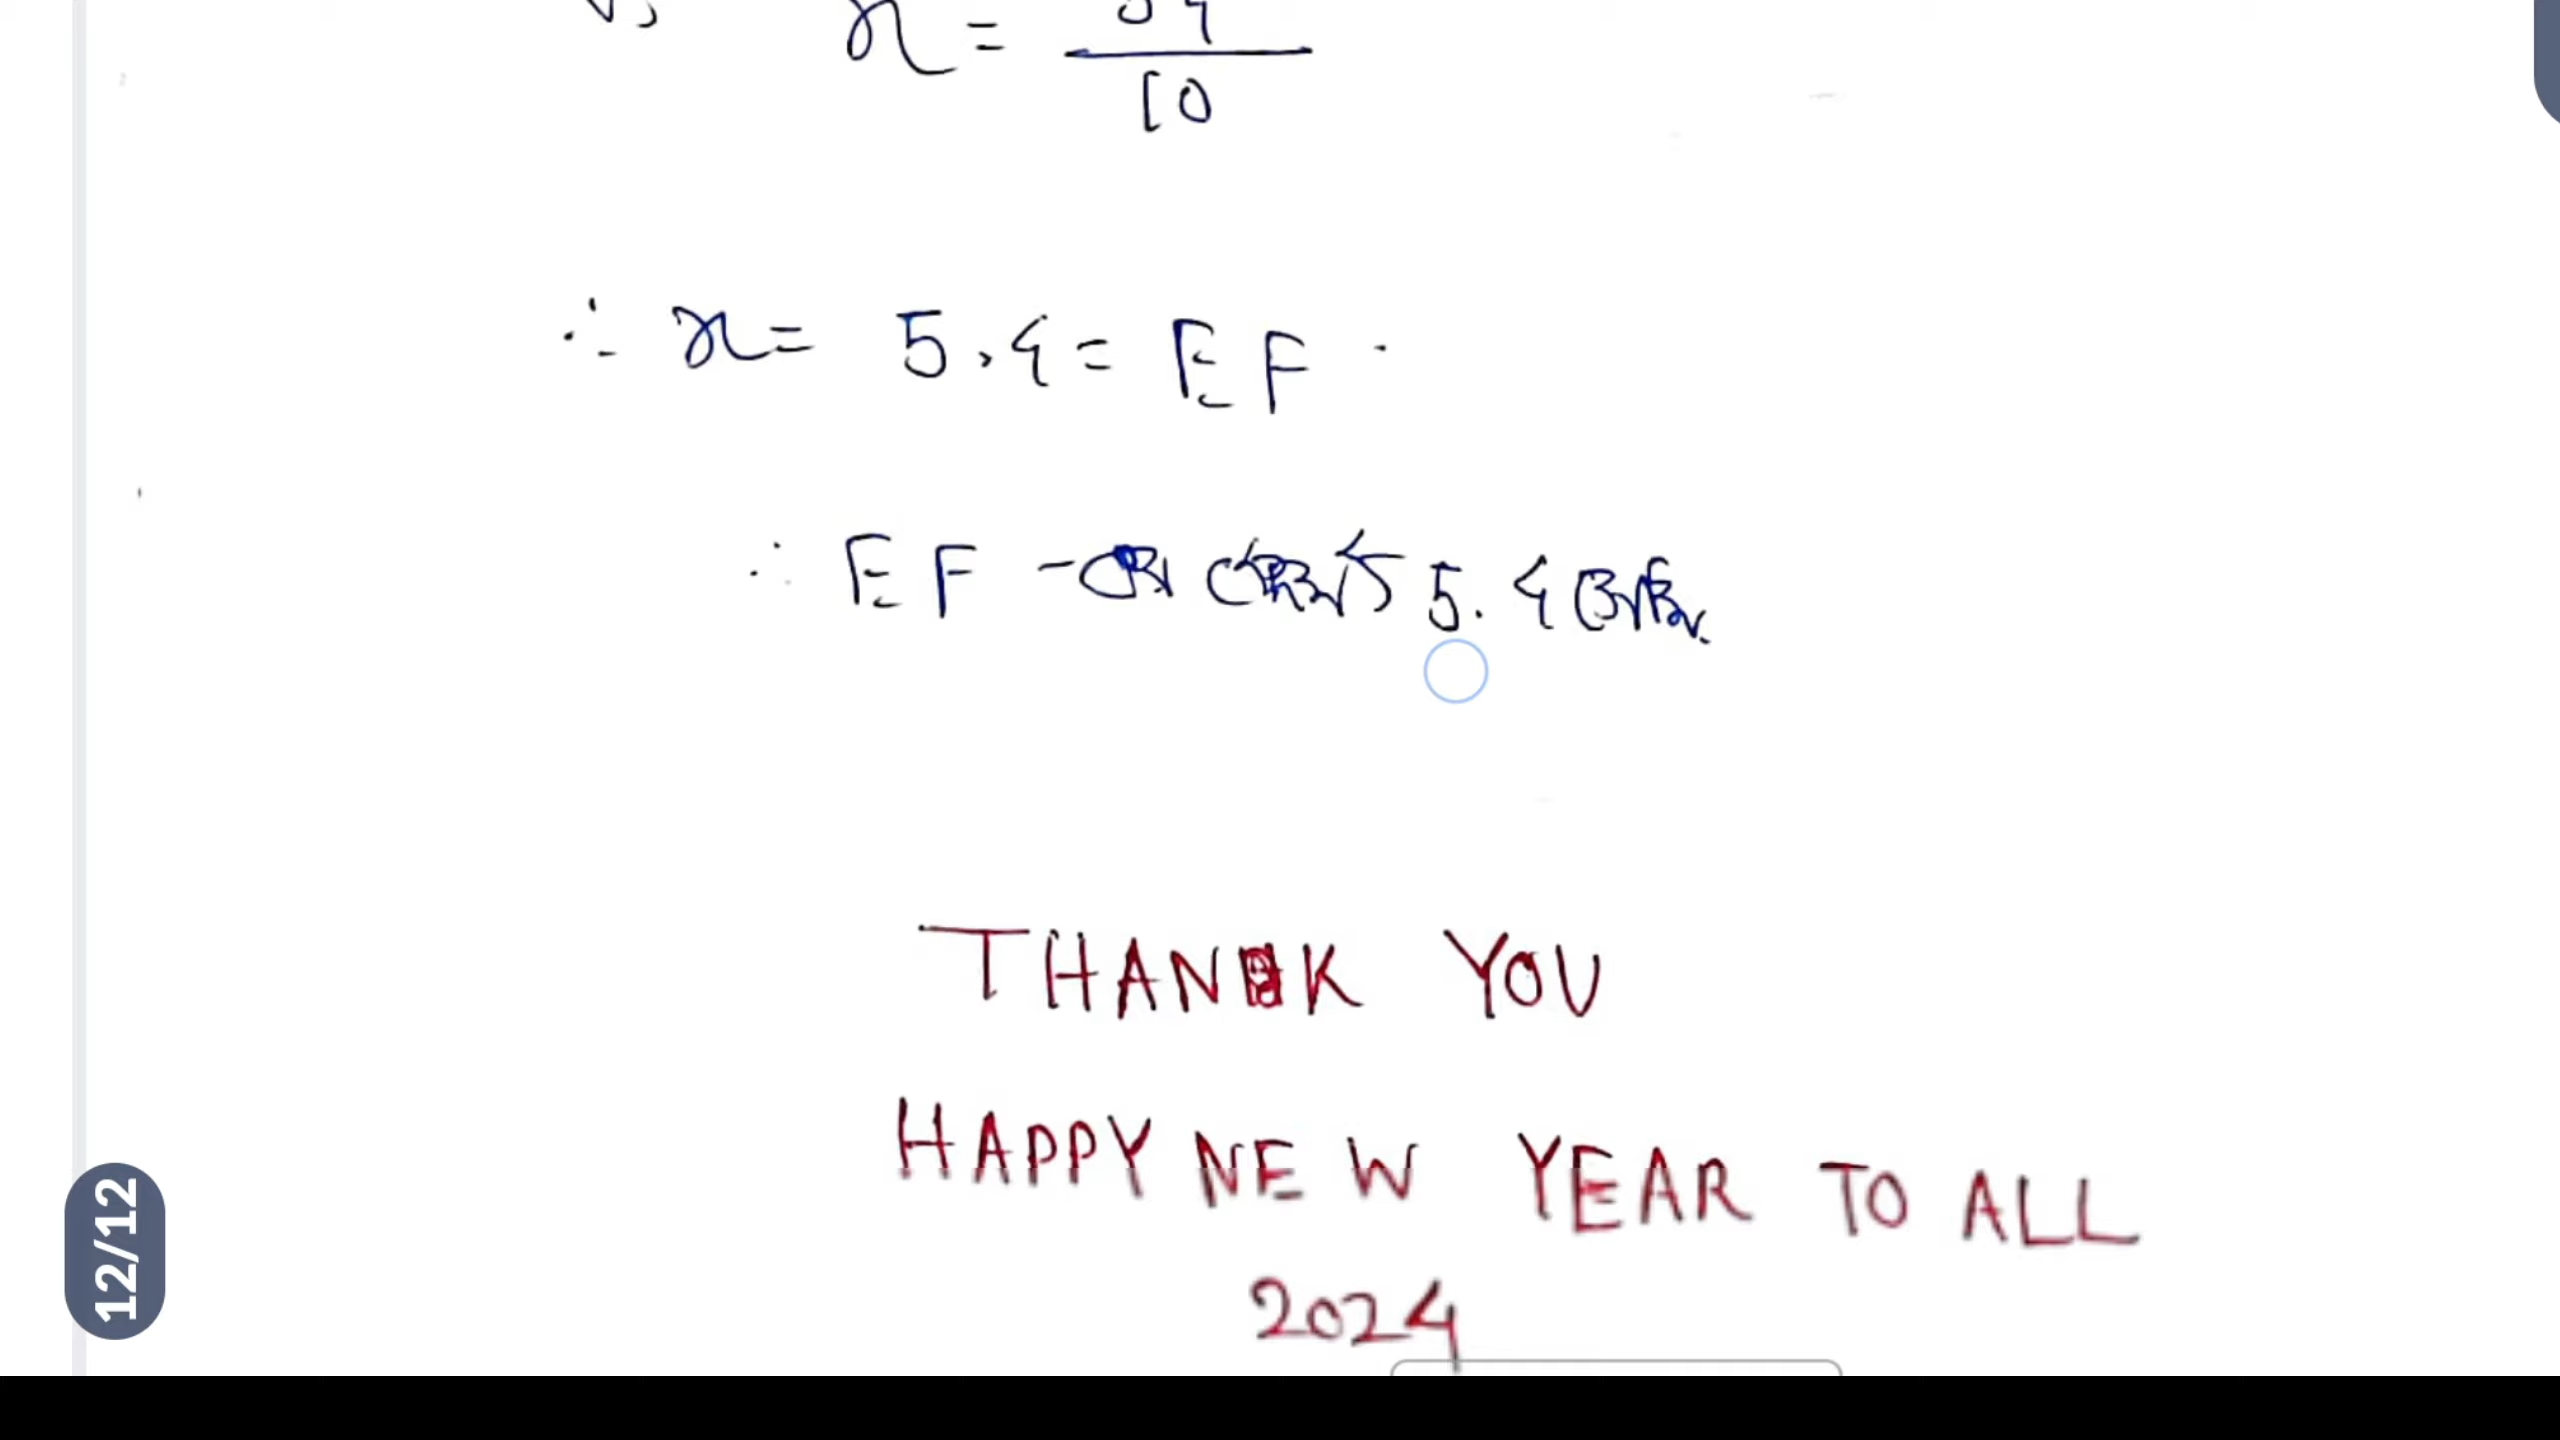 x = 54/10
∴ x = 5.4 = EF .
∴ EF -এর দৈর্ঘ্য 5.4 সেমি.
THANK YOU
HAPPY NEW YEAR TO ALL
2024
12/12